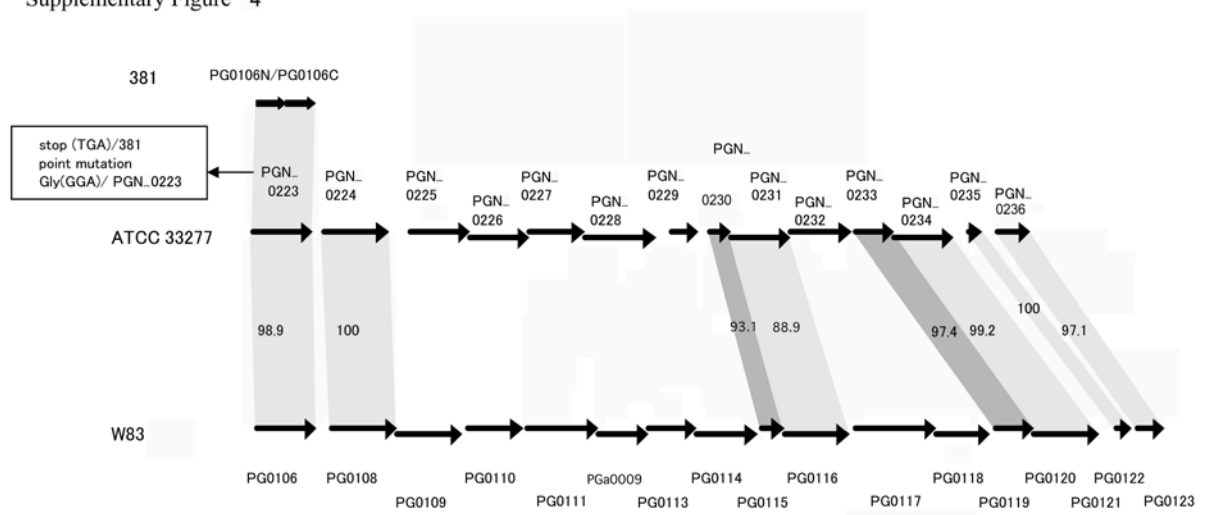 Supplementary Figure 4
381
PG0106N/PG0106C
stop (TGA)/381
point mutation
Gly(GGA)/ PGN_0223
ATCC 33277
PGN_
0223
PGN_
0224
PGN_
0225
PGN_
0226
PGN_
0227
PGN_
0228
PGN_
0229
PGN_
0230
PGN_
0231
PGN_
0232
PGN_
0233
PGN_
0234
PGN_
0235
PGN_
0236
98.9
100
93.1
88.9
97.4
99.2
100
97.1
W83
PG0106
PG0108
PG0109
PG0110
PG0111
PGa0009
PG0113
PG0114
PG0115
PG0116
PG0117
PG0118
PG0119
PG0120
PG0121
PG0122
PG0123